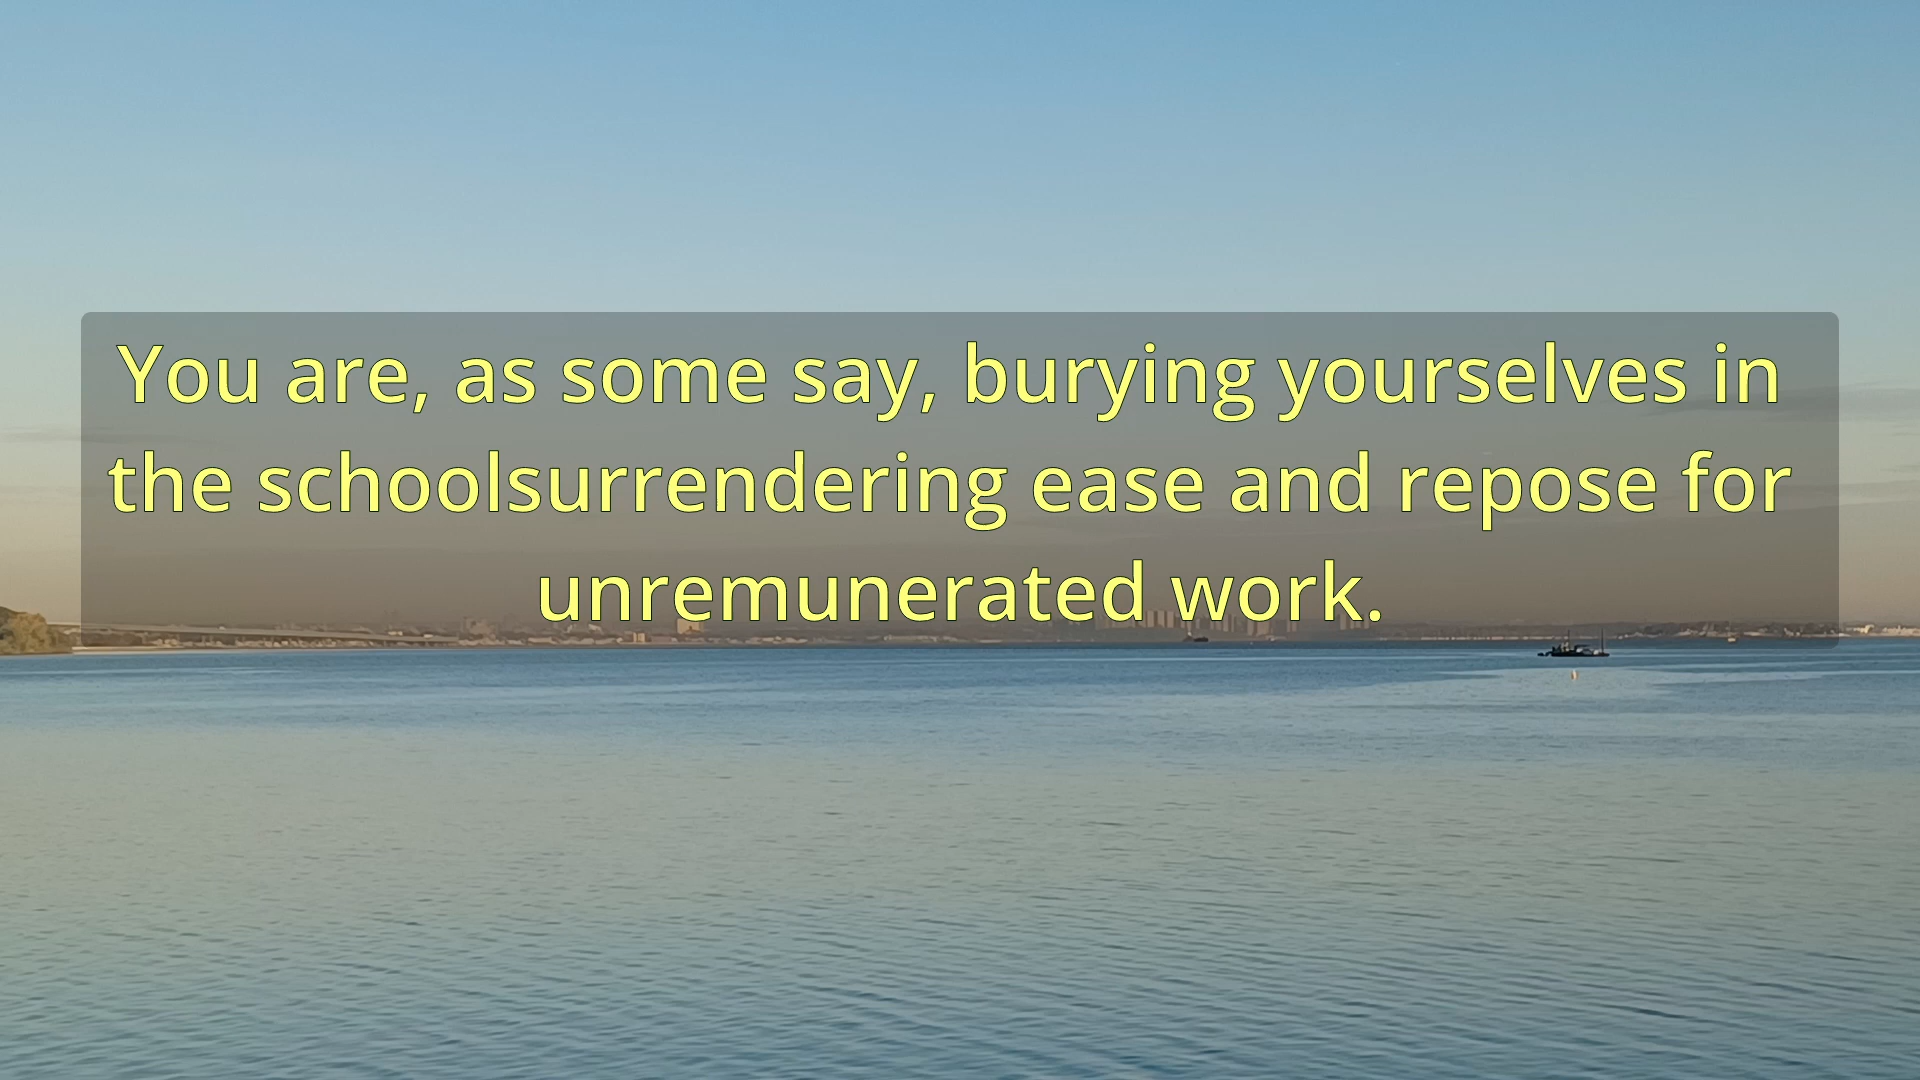 You are, as some say, burying yourselves in
the schoolsurrendering ease and repose for
unremunerated work.